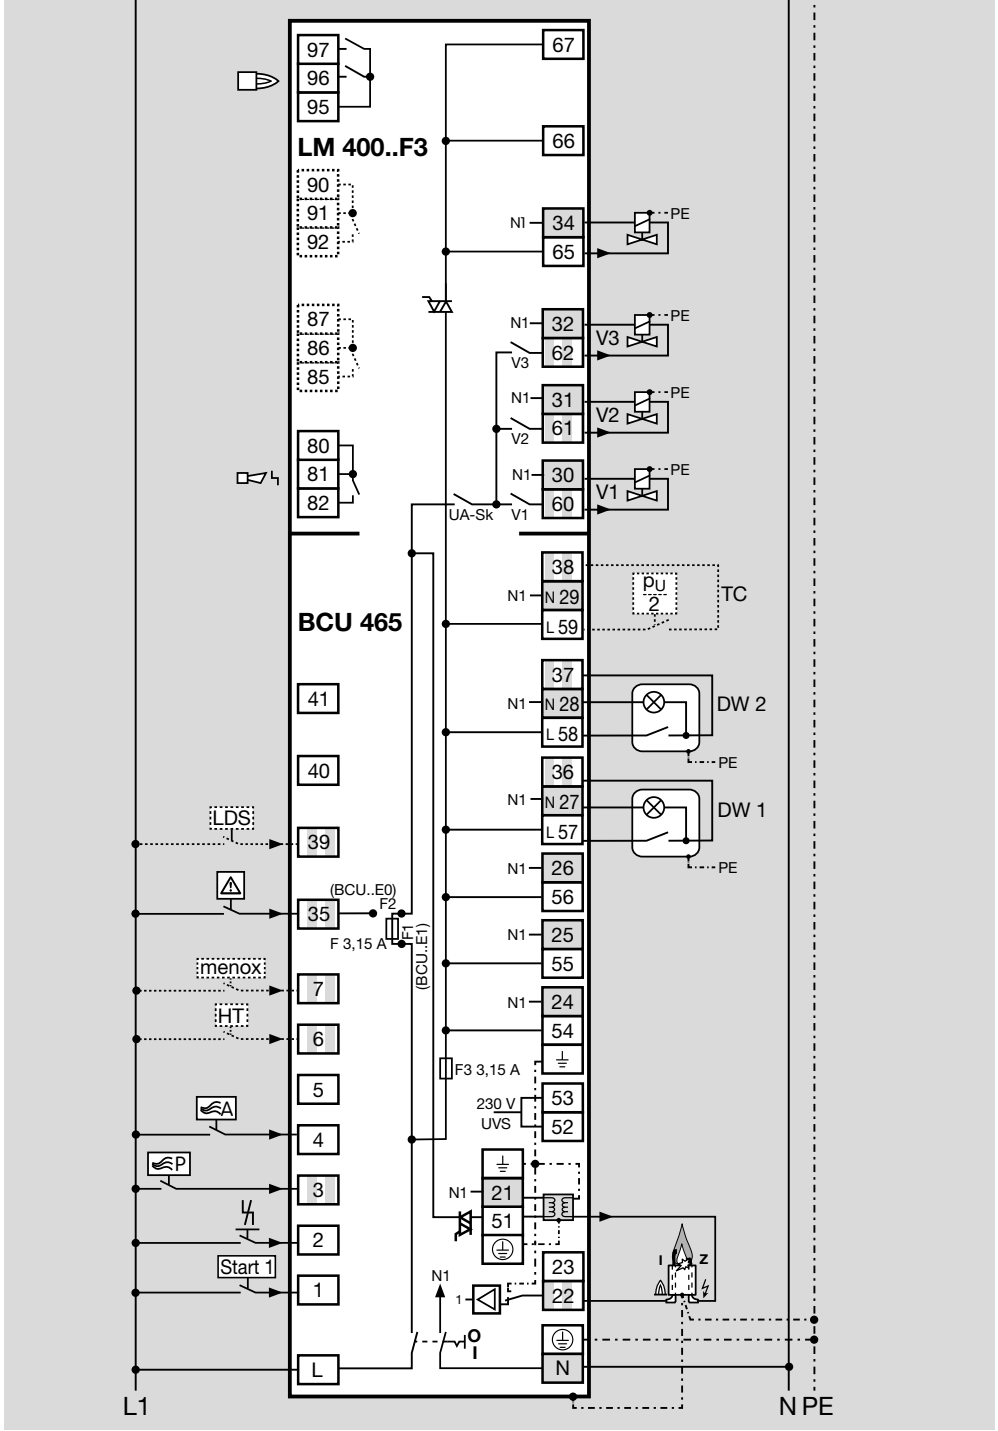 97
67
96
95
LM 400..F3
66
90
91
92
N1
34
PE
65
87
86
85
N1
32
PE
V3
62
V3
N1
31
PE
V2
61
V2
80
81
82
N1
30
PE
V1
60
UA-Sk
V1
38
N1
N 29
pU
2
TC
L 59
BCU 465
37
N1
N 28
DW 2
L 58
PE
41
36
N1
N 27
DW 1
L 57
PE
40
LDS
39
N1
26
56
(BCU..E0)
F2
35
F 3,15 A
F1
(BCU..E1)
N1
25
55
menox
7
N1
24
54
HT
6
F3 3,15 A
5
230 V
UVS
53
52
A
4
P
3
N1
21
51
2
Start 1
1
23
22
N1
1
I
Z
O
I
L
N
L1
N PE